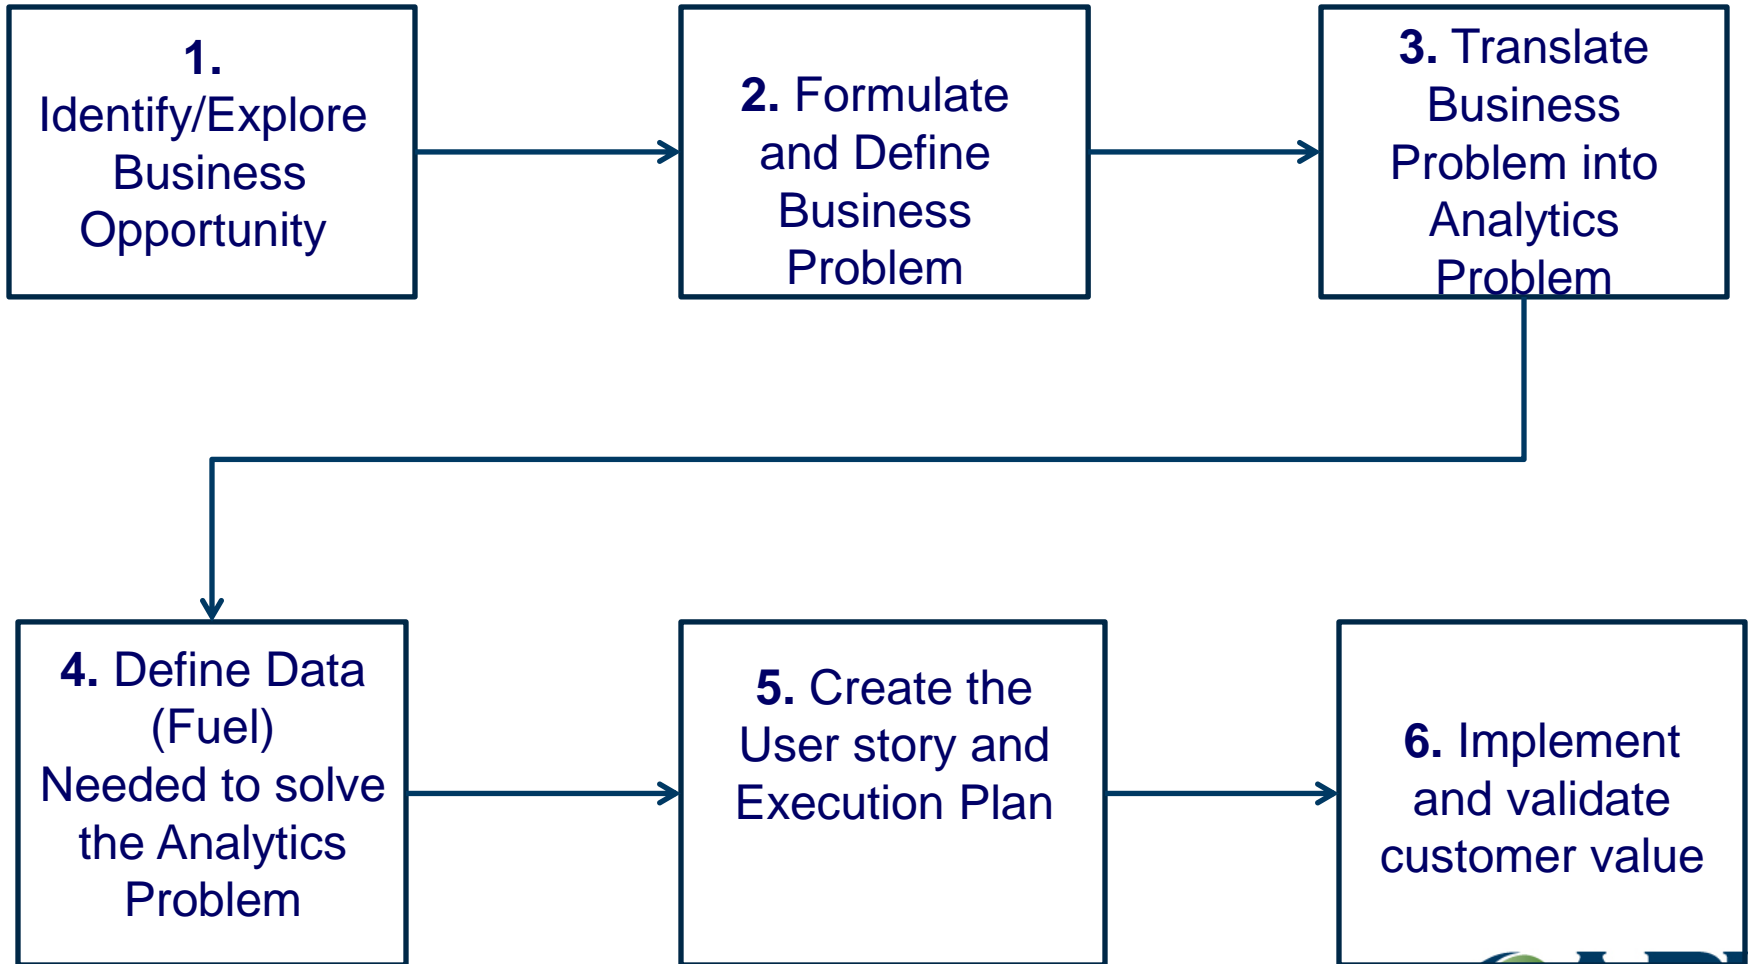 1.
Identify/Explore
Business
Opportunity
2. Formulate
and Define
Business
Problem
3. Translate
Business
Problem into
Analytics
Problem
4. Define Data
(Fuel)
Needed to solve
the Analytics
Problem
5. Create the
User story and
Execution Plan
6. Implement
and validate
customer value